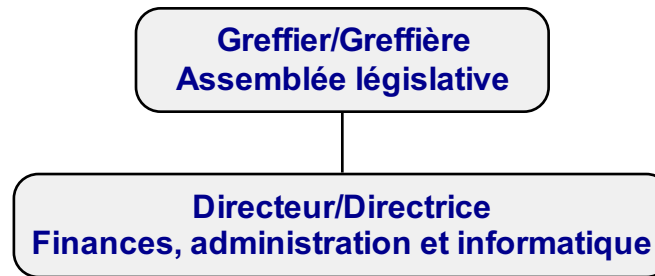 Greffier/Greffière
Assemblée législative
Directeur/Directrice
Finances, administration et informatique